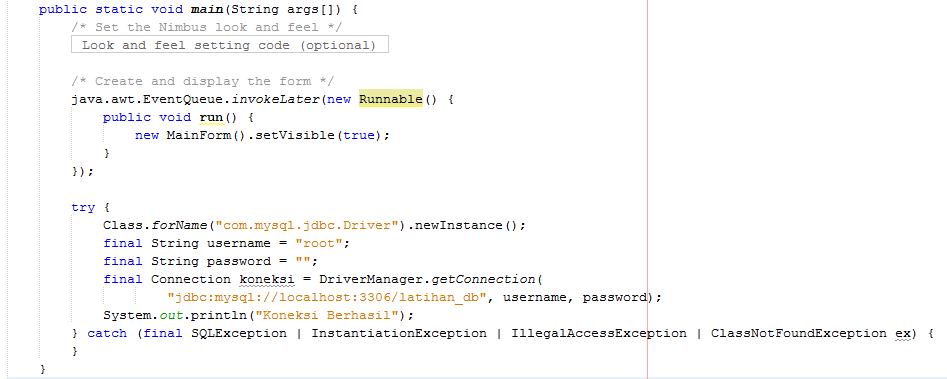 public static void main(String args[]) {
/* Set the Nimbus look and feel */
Look and feel setting code (optional)
/* Create and display the form */
java.awt.EventQueue.invokeLater(new Runnable() {
public void run() {
new MainForm().setVisible(true);
}
});
try {
Class.forName("com.mysql.jdbc.Driver").newInstance();
final String username = "root";
final String password = "";
final Connection koneksi = DriverManager.getConnection(
"jdbc:mysql://localhost:3306/latihan_db", username, password);
System.out.println("Koneksi Berhasil");
} catch (final SQLException | InstantiationException | IllegalAccessException | ClassNotFoundException ex) {
}
}